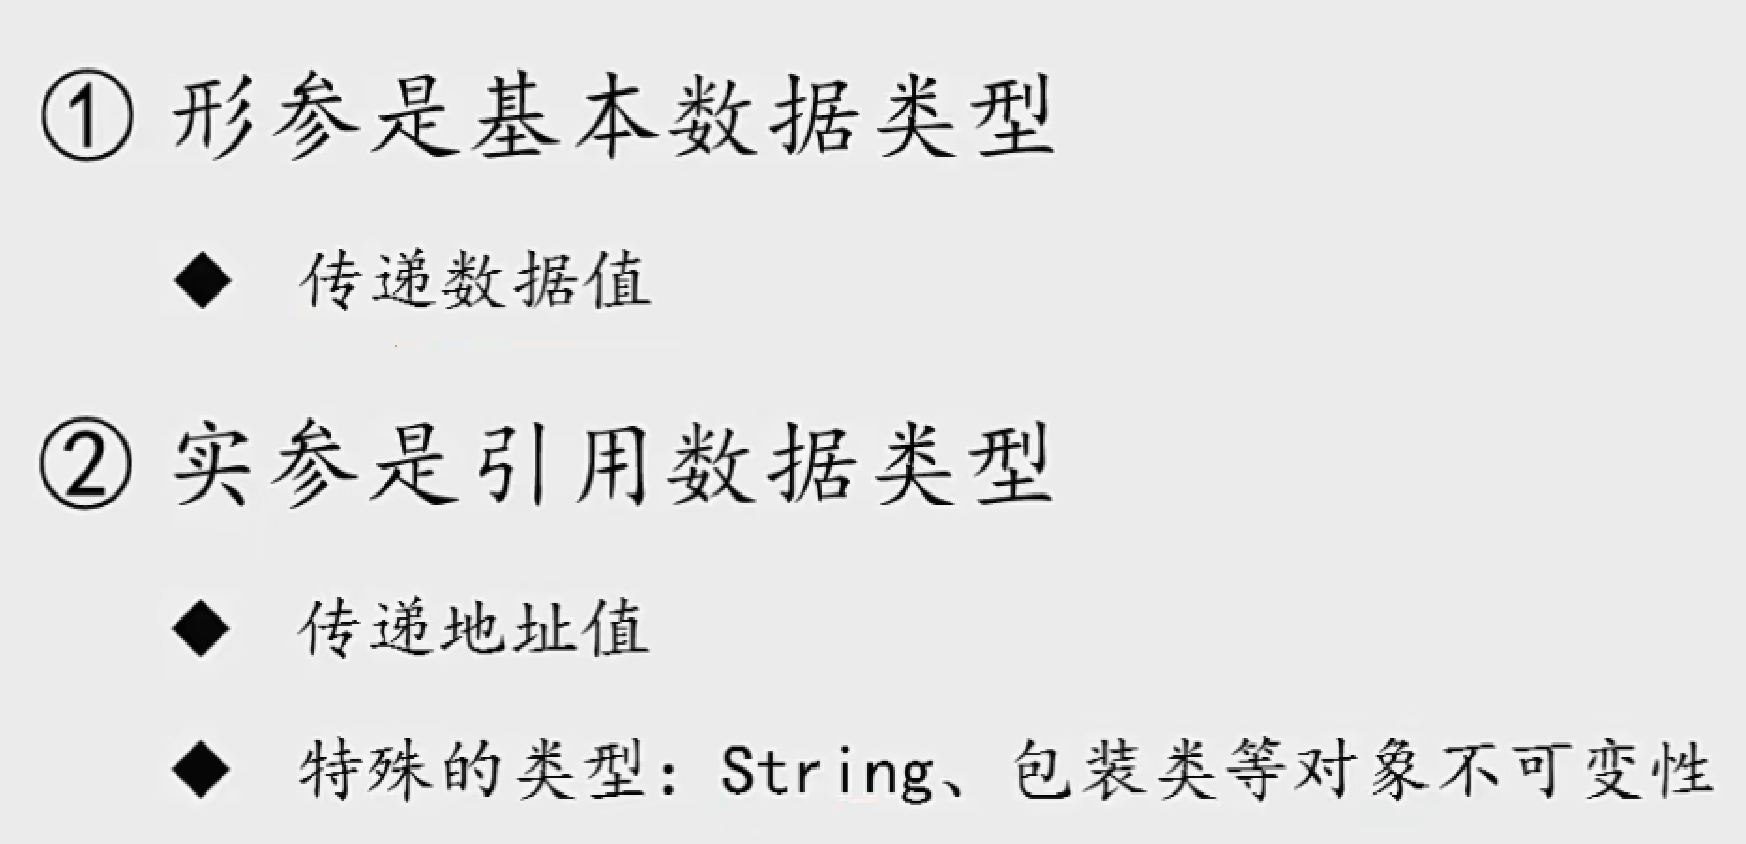 ① 形参是基本数据类型
◆ 传递数据值
② 实参是引用数据类型
◆ 传递地址值
◆ 特殊的类型：String、包装类等对象不可变性